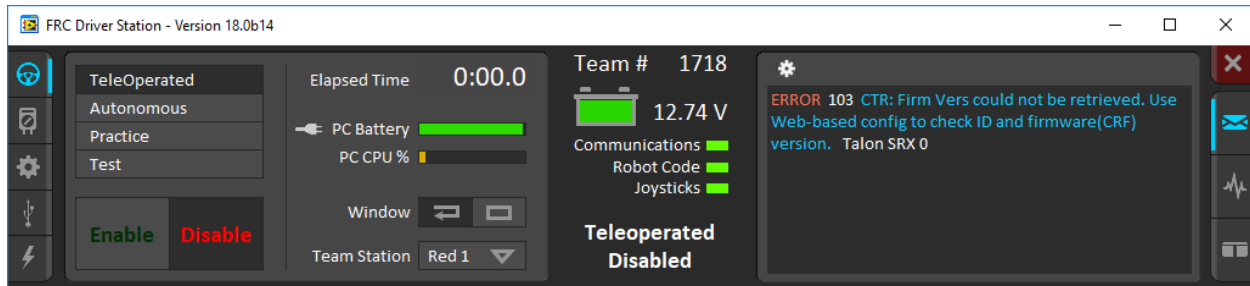 FRC Driver Station - Version 18.0b14
TeleOperated
Autonomous
Practice
Test
Enable Disable
Elapsed Time 0:00.0
PC Battery
PC CPU %
Window
Team Station Red 1
Team # 1718
12.74 V
Communications
Robot Code
Joysticks
Teleoperated
Disabled
ERROR 103 CTR: Firm Vers could not be retrieved. Use
Web-based config to check ID and firmware(CRF)
version. Talon SRX 0